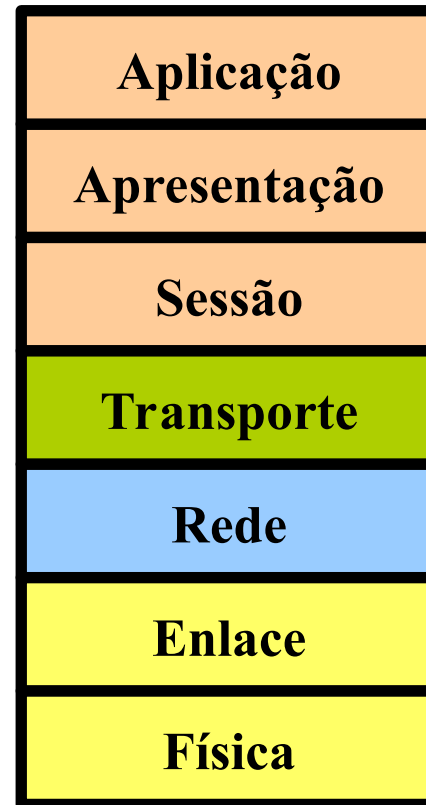 Aplicação
Apresentação
Sessão
Transporte
Rede
Enlace
Física